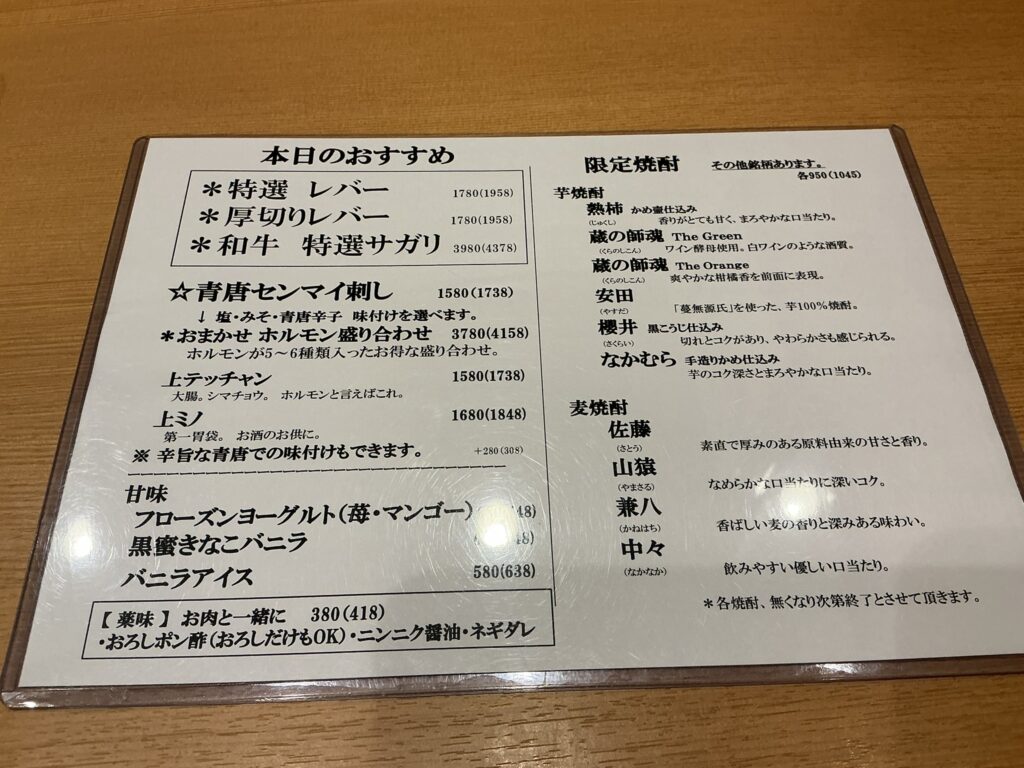 本日のおすすめ
＊特選 レバー 1780(1958)
＊厚切りレバー 1780(1958)
＊和牛 特選サガリ 3980(4378)
☆青唐センマイ刺し 1580(1738)
↓ 塩・みそ・青唐辛子 味付けを選べます。
＊おまかせ ホルモン盛り合わせ 3780(4158)
ホルモンが5～6種類入ったお得な盛り合わせ。
上テッチャン 1580(1738)
大腸。シマチョウ。 ホルモンと言えばこれ。
上ミノ 1680(1848)
第一胃袋。 お酒のお供に。
※ 辛旨な青唐での味付けもできます。 +280(308)
甘味
フローズンヨーグルト(苺・マンゴー)
黒蜜きなこバニラ
バニラアイス 580(638)
【 薬味 】 お肉と一緒に 380(418)
・おろしポン酢(おろしだけもOK)・ニンニク醤油・ネギダレ
限定焼酎 その他銘柄あります。
各950(1045)
芋焼酎
熟柿 かめ壷仕込み
(じゅくし) 香りがとても甘く、まろやかな口当たり。
蔵の師魂 The Green
(くらのしこん) ワイン酵母使用。白ワインのような酒質。
蔵の師魂 The Orange
(くらのしこん) 爽やかな柑橘香を前面に表現。
安田 「蔓無源氏」を使った、芋100％焼酎。
(やすだ)
櫻井 黒こうじ仕込み
(さくらい) 切れとコクがあり、やわらかさも感じられる。
なかむら 手造りかめ仕込み
芋のコク深さとまろやかな口当たり。
麦焼酎
佐藤 素直で厚みのある原料由来の甘さと香り。
(さとう)
山猿 なめらかな口当たりに深いコク。
(やまさる)
兼八 香ばしい麦の香りと深みある味わい。
(かねはち)
中々 飲みやすい優しい口当たり。
(なかなか)
＊各焼酎、無くなり次第終了とさせて頂きます。